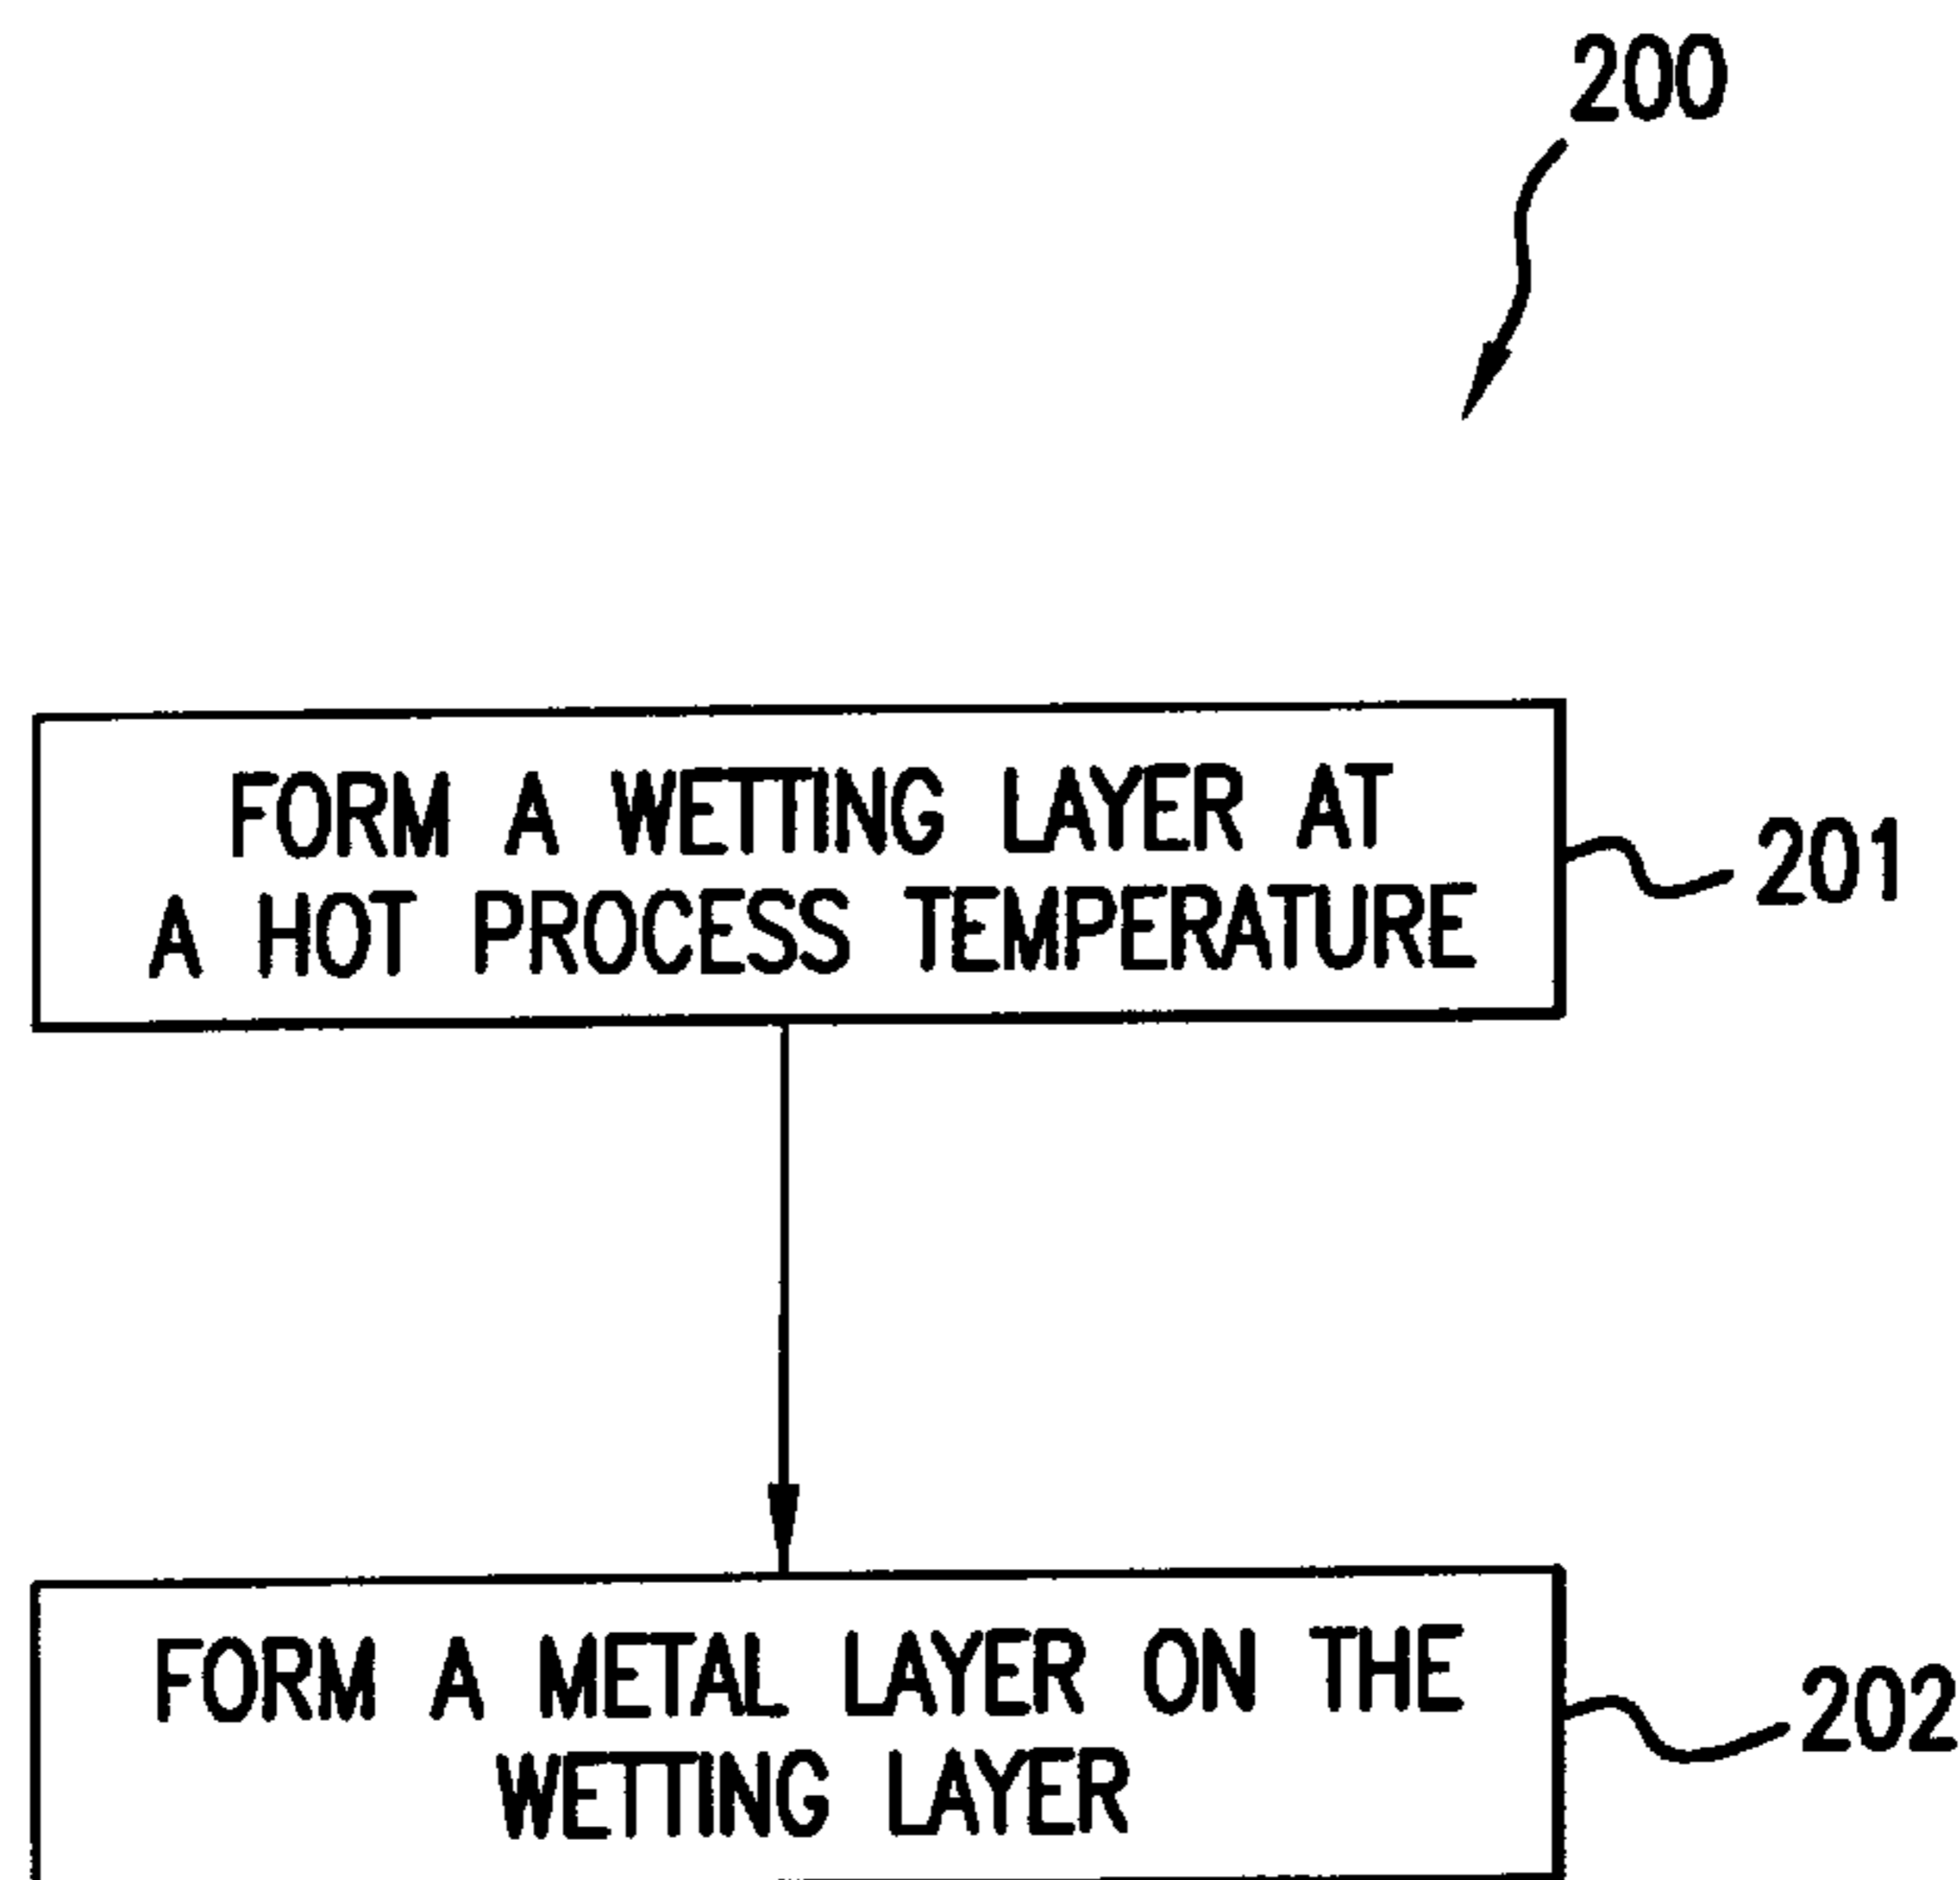 200
FORM A WETTING LAYER AT
A HOT PROCESS TEMPERATURE
201
FORM A METAL LAYER ON THE
WETTING LAYER
202